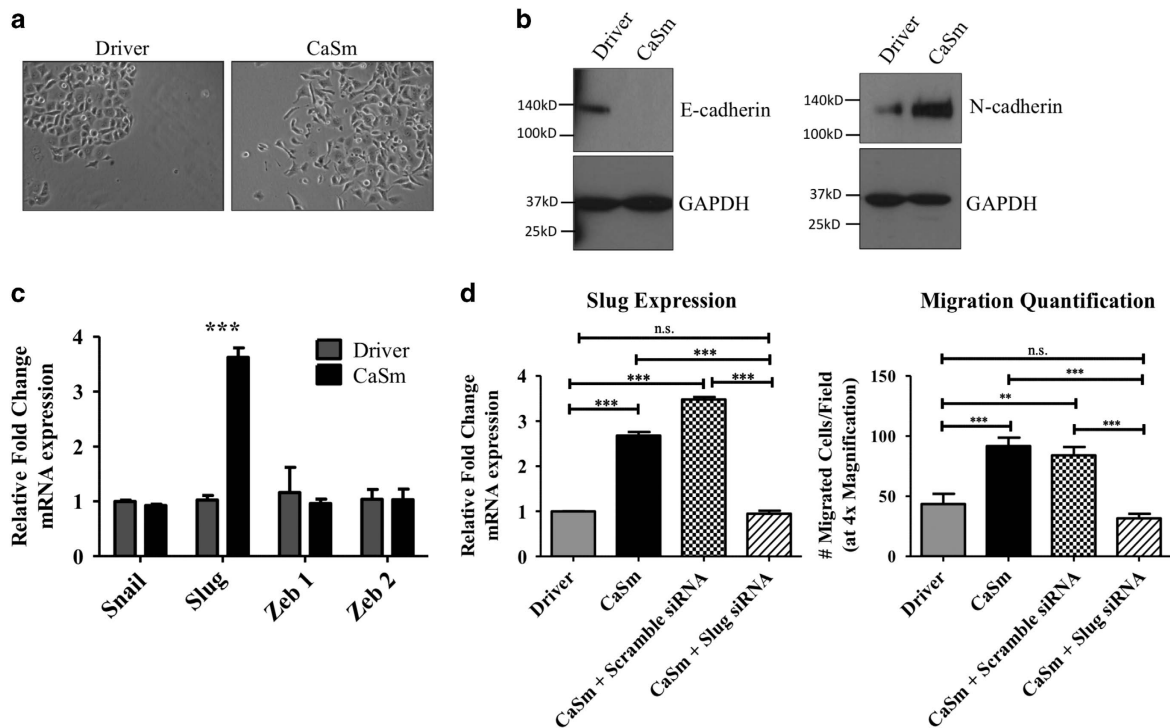 a
Driver
CaSm
b
Driver
CaSm
140kD
100kD
E-cadherin
37kD
25kD
GAPDH
Driver
CaSm
140kD
100kD
N-cadherin
37kD
25kD
GAPDH
c
Relative Fold Change
mRNA expression
4
3
2
1
0
***
Driver
CaSm
Snail
Slug
Zeb 1
Zeb 2
d
Slug Expression
Relative Fold Change
mRNA expression
4
3
2
1
0
n.s.
***
***
***
***
Driver
CaSm
CaSm + Scramble siRNA
CaSm + Slug siRNA
Migration Quantification
# Migrated Cells/Field
(at 4x Magnification)
150
100
50
0
n.s.
***
**
***
***
Driver
CaSm
CaSm + Scramble siRNA
CaSm + Slug siRNA